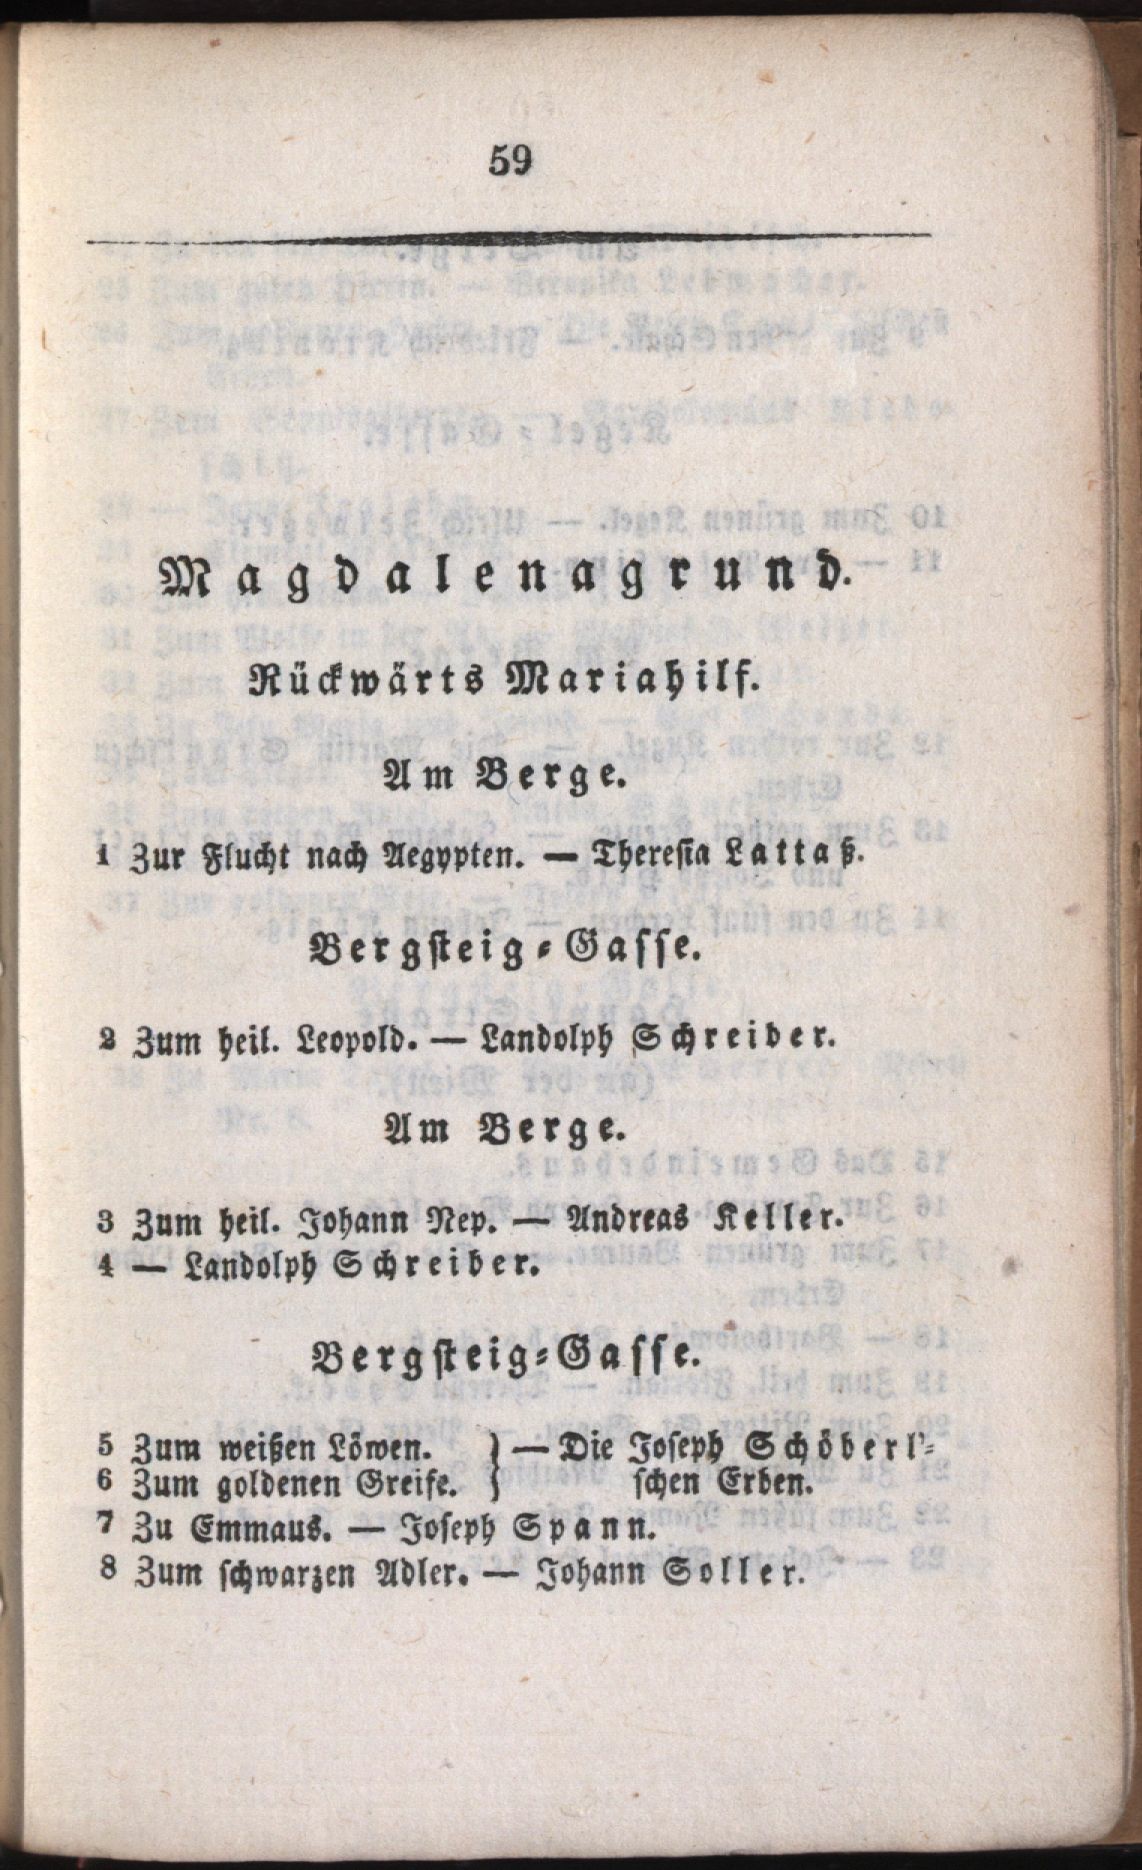 59
Magdalenagrund.
Rückwärts Mariahilf.
Am Berge.
1 Zur Flucht nach Aegypten. — Theresia Lattaß.
Bergsteig-Gasse.
2 Zum heil. Leopold. — Landolph Schreiber.
Am Berge.
3 Zum heil. Johann Nep. — Andreas Keller.
4 — Landolph Schreiber.
Bergsteig-Gasse.
5 Zum weißen Löwen. } — Die Joseph Schöberl'-
6 Zum goldenen Greife. } schen Erben.
7 Zu Emmaus. — Joseph Spann.
8 Zum schwarzen Adler. — Johann Soller.